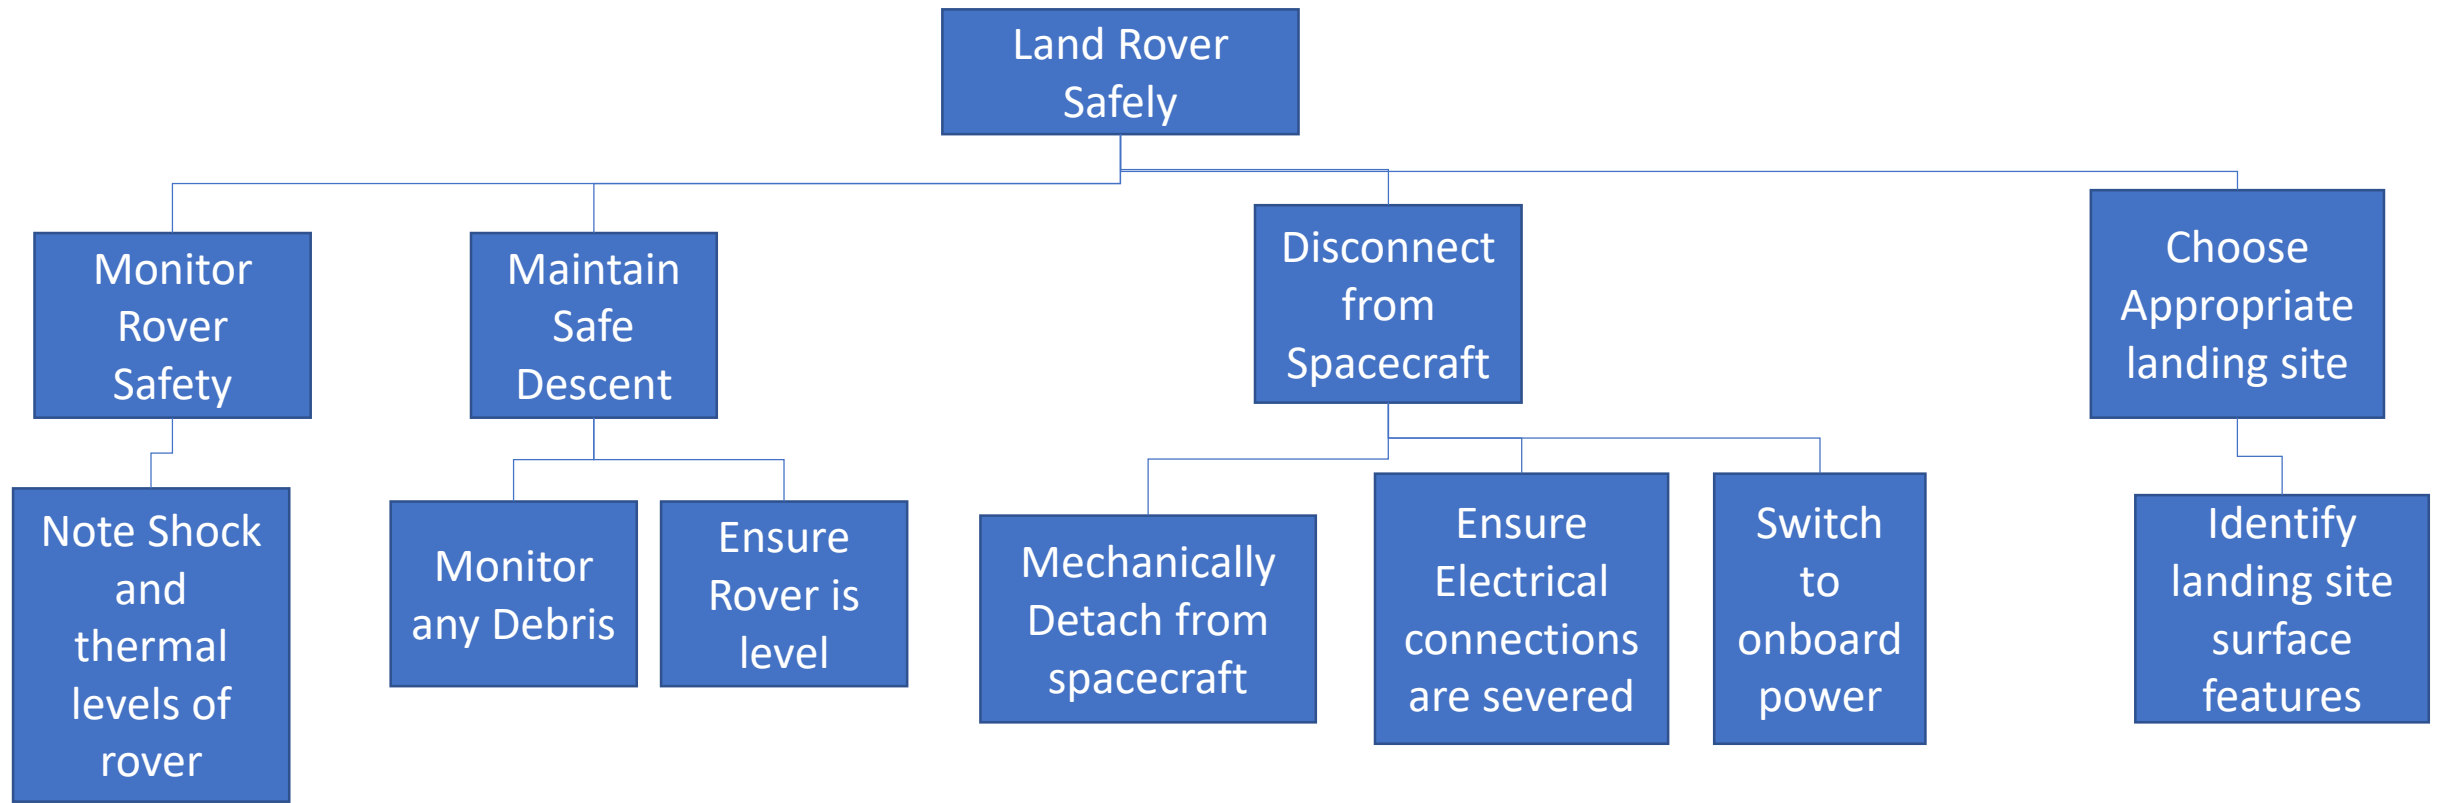 Land Rover
Safely
Monitor
Rover
Safety
Maintain
Safe
Descent
Disconnect
from
Spacecraft
Choose
Appropriate
landing site
Note Shock
and
thermal
levels of
rover
Monitor
any Debris
Ensure
Rover is
level
Mechanically
Detach from
spacecraft
Ensure
Electrical
connections
are severed
Switch
to
onboard
power
Identify
landing site
surface
features